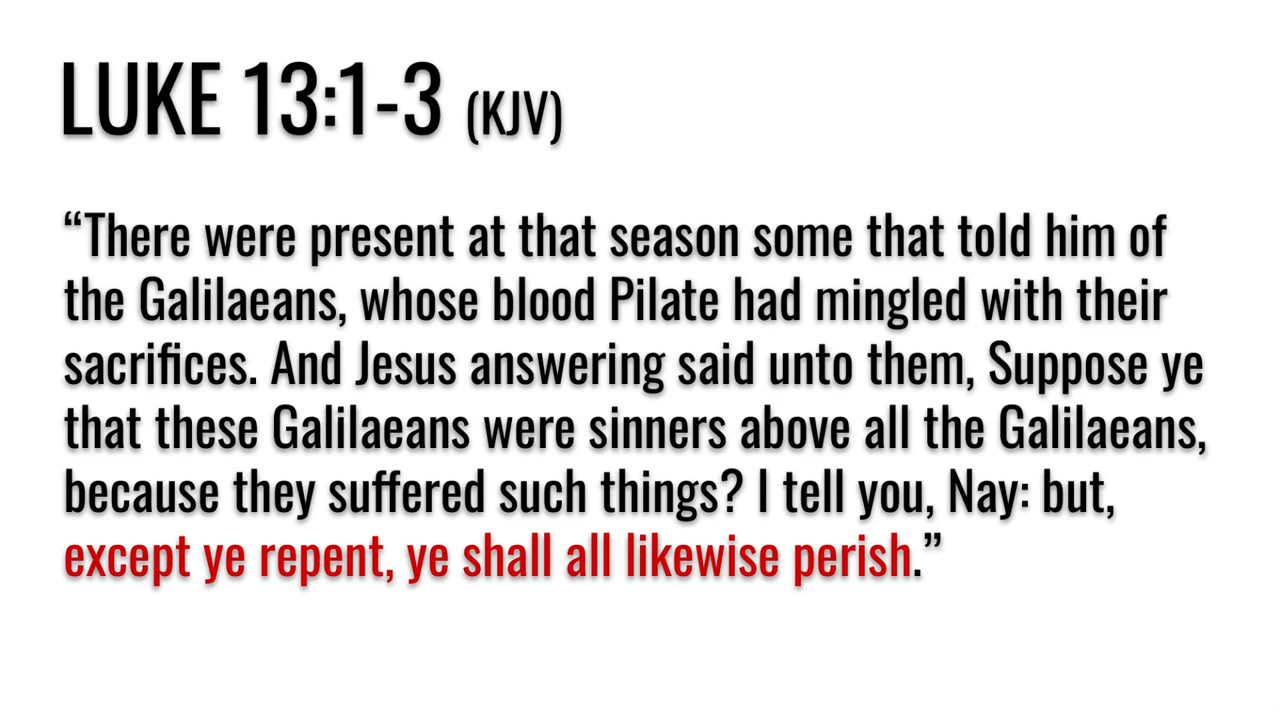 LUKE 13:1-3 (KJV)
“There were present at that season some that told him of
the Galilaeans, whose blood Pilate had mingled with their
sacrifices. And Jesus answering said unto them, Suppose ye
that these Galilaeans were sinners above all the Galilaeans,
because they suffered such things? I tell you, Nay: but,
except ye repent, ye shall all likewise perish.”